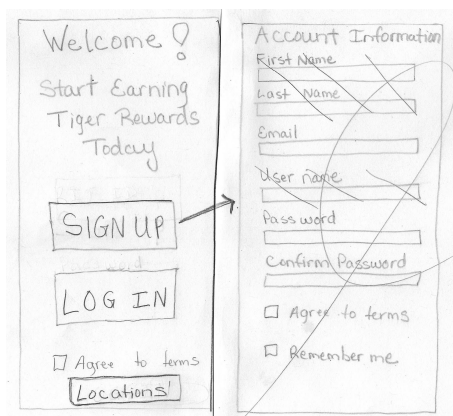 Welcome!
Start Earning
Tiger Rewards
Today
SIGN UP
LOG IN
Agree to terms
Locations!
Account Information
First Name
Last Name
Email
User name
Password
Confirm Password
Agree to terms
Remember me